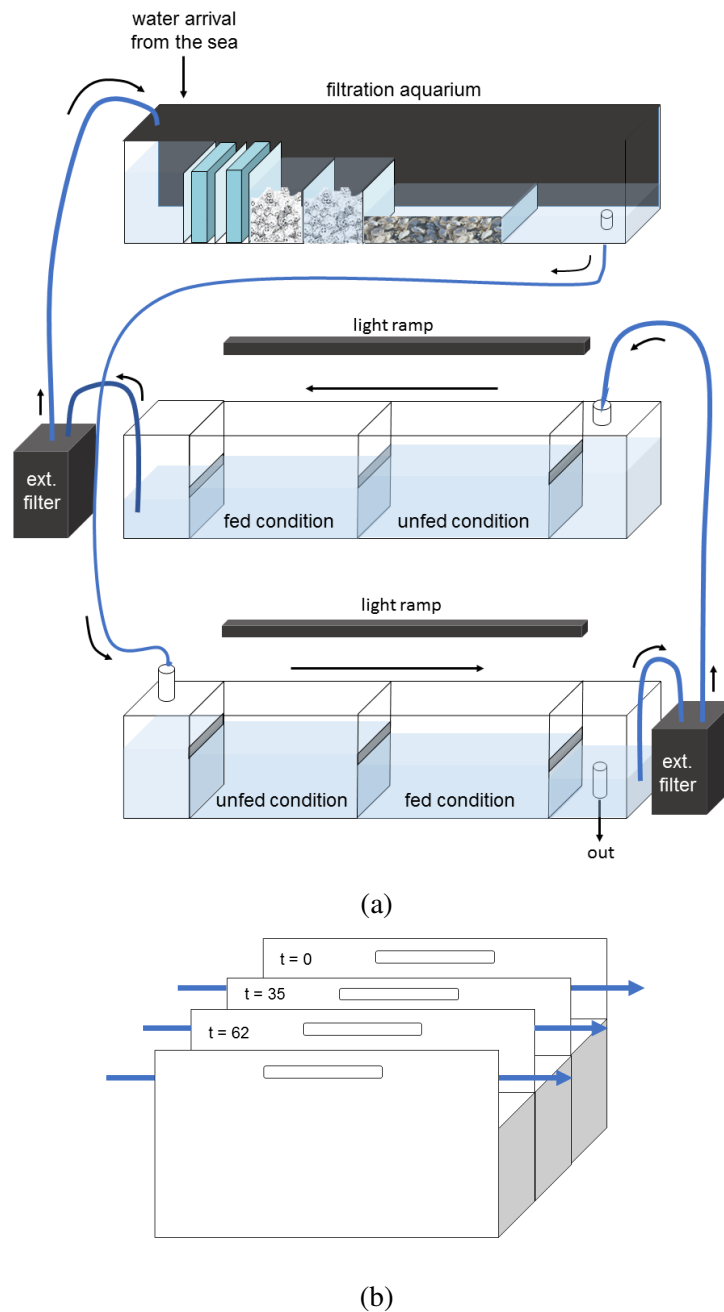 water arrival
from the sea
filtration aquarium
light ramp
ext.
filter
fed condition
unfed condition
light ramp
unfed condition
fed condition
ext.
filter
out
(a)
t = 0
t = 35
t = 62
(b)